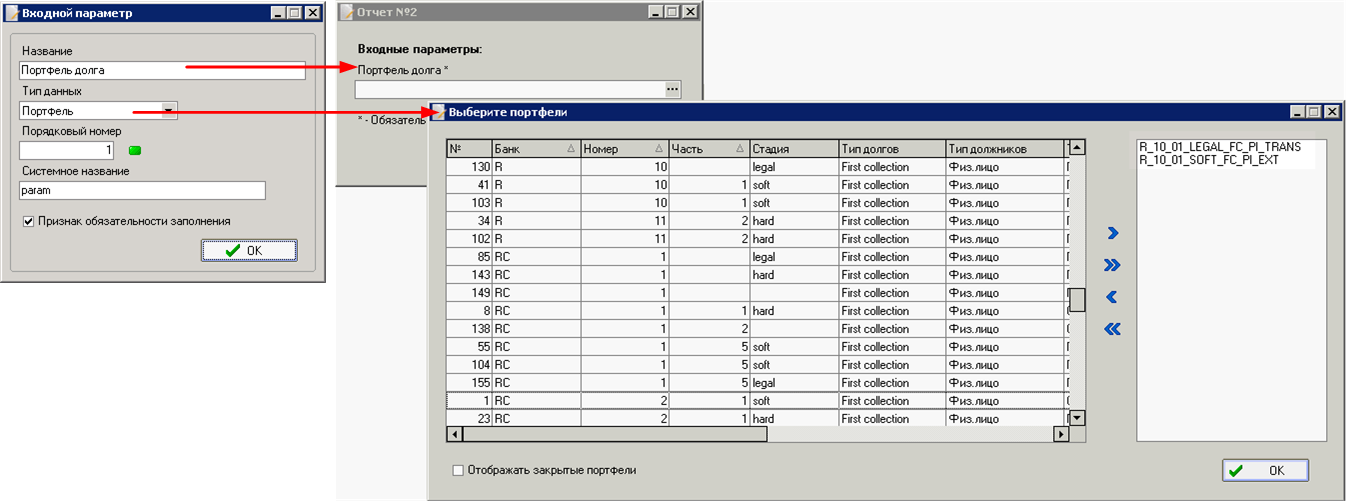 Входной параметр
Название
Портфель долга
Тип данных
Портфель
Порядковый номер
1
Системное название
param
Признак обязательности заполнения
OK
Отчет №2
Входные параметры:
Портфель долга *
* - Обязатель
Выберите портфели
№ Банк Номер Часть Стадия Тип долгов Тип должников
130 R 10 legal First collection Физ.лицо
41 R 10 1 soft First collection Физ.лицо
103 R 10 1 soft First collection Физ.лицо
34 R 11 2 hard First collection Физ.лицо
102 R 11 2 hard First collection Физ.лицо
85 RC 1 legal First collection Физ.лицо
143 RC 1 hard First collection Физ.лицо
149 RC 1 First collection Физ.лицо
8 RC 1 1 hard First collection Физ.лицо
138 RC 1 2 First collection Физ.лицо
55 RC 1 5 soft First collection Физ.лицо
104 RC 1 5 soft First collection Физ.лицо
155 RC 1 5 legal First collection Физ.лицо
1 RC 2 1 soft First collection Физ.лицо
23 RC 2 1 hard First collection Физ.лицо
R_10_01_LEGAL_FC_PI_TRANS
R_10_01_SOFT_FC_PI_EXT
Отображать закрытые портфели
OK